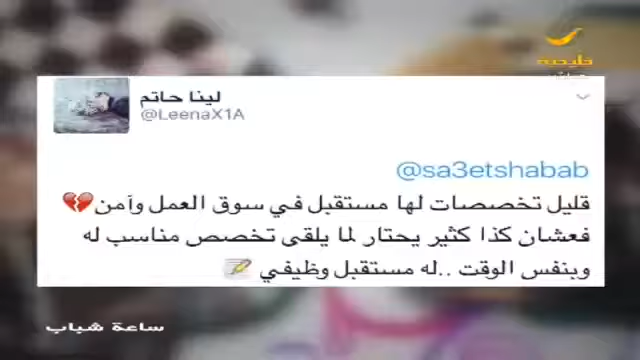 خليجية
لينا حاتم
@LeenaX1A
@sa3etshabab
قليل تخصصات لها مستقبل في سوق العمل وآمن💔
فعشان كذا كثير يحتار لما يلقى تخصص مناسب له
وبنفس الوقت ..له مستقبل وظيفي 📝
ساعة شباب